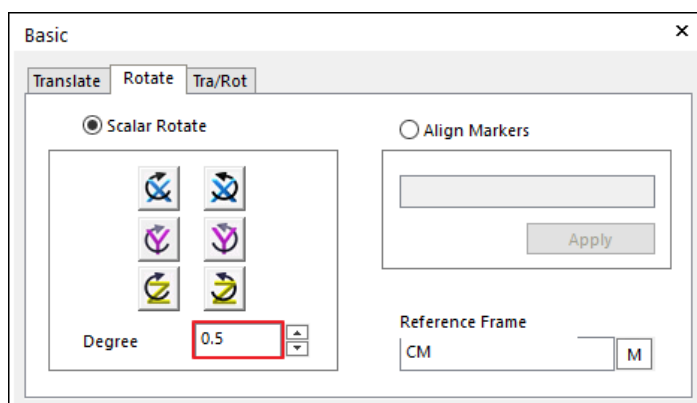 Basic
Translate Rotate Tra/Rot
Scalar Rotate
Align Markers
X X
Y Y
Z Z
Apply
Degree 0.5
Reference Frame
CM M